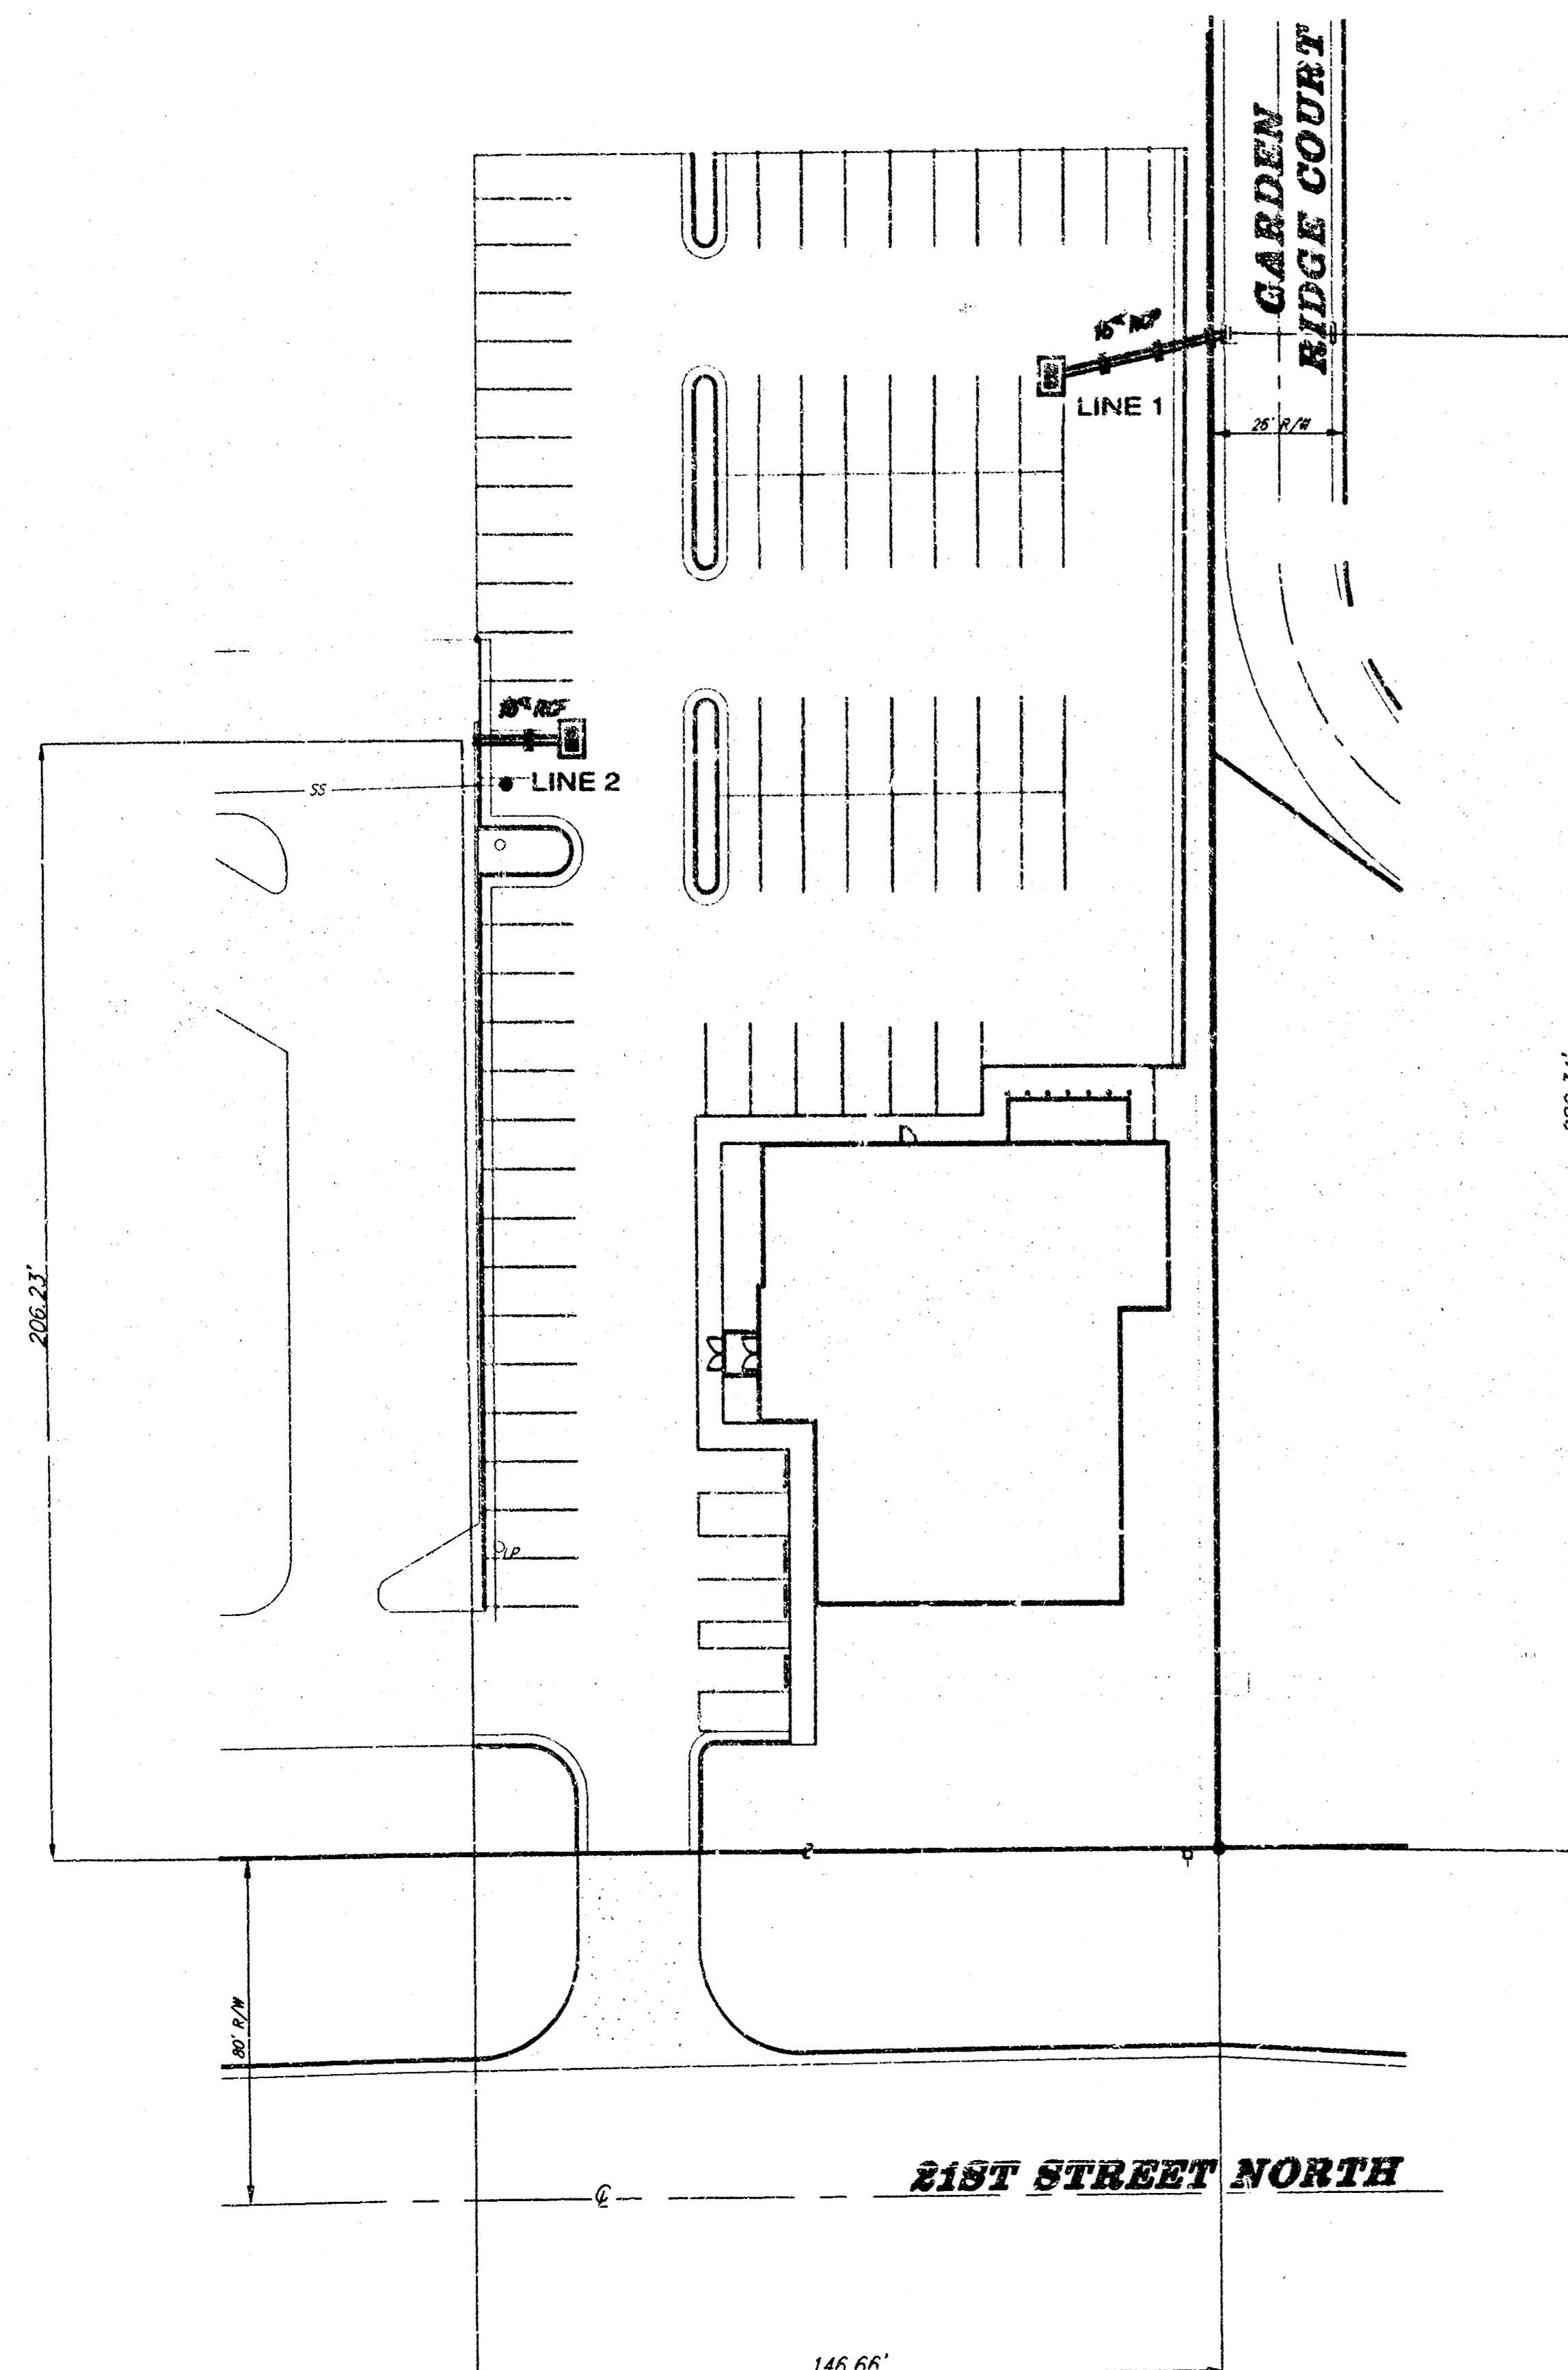 GARDEN
RIDGE COURT
15" RCP
LINE 1
26' R/W
RCP
LINE 2
SS
206.23'
LP
80' R/W
21ST STREET NORTH
℄
146.66'